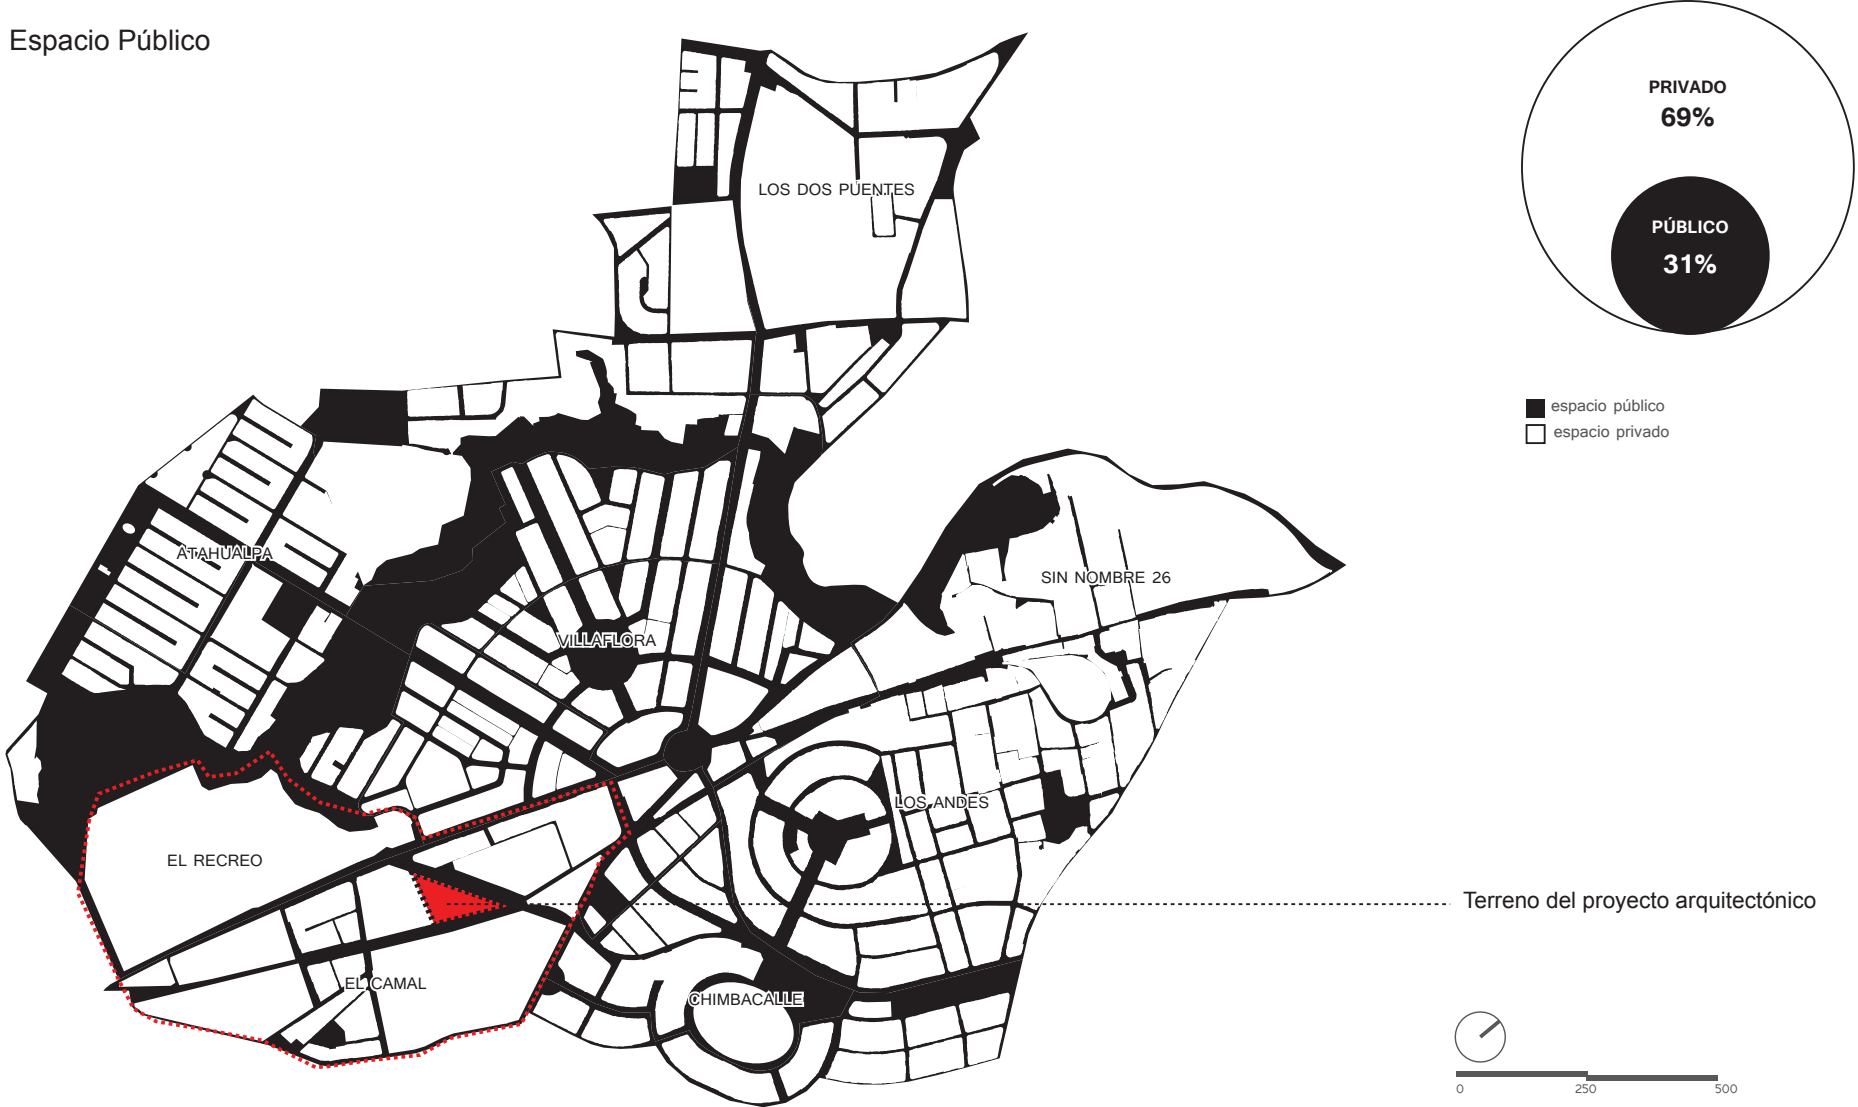 Espacio Público
PRIVADO
69%
PÚBLICO
31%
LOS DOS PUENTES
espacio público
espacio privado
ATAHUALPA
SIN NOMBRE 26
VILLAFLORA
LOS ANDES
EL RECREO
Terreno del proyecto arquitectónico
EL CAMAL
CHIMBACALLE
0 250 500